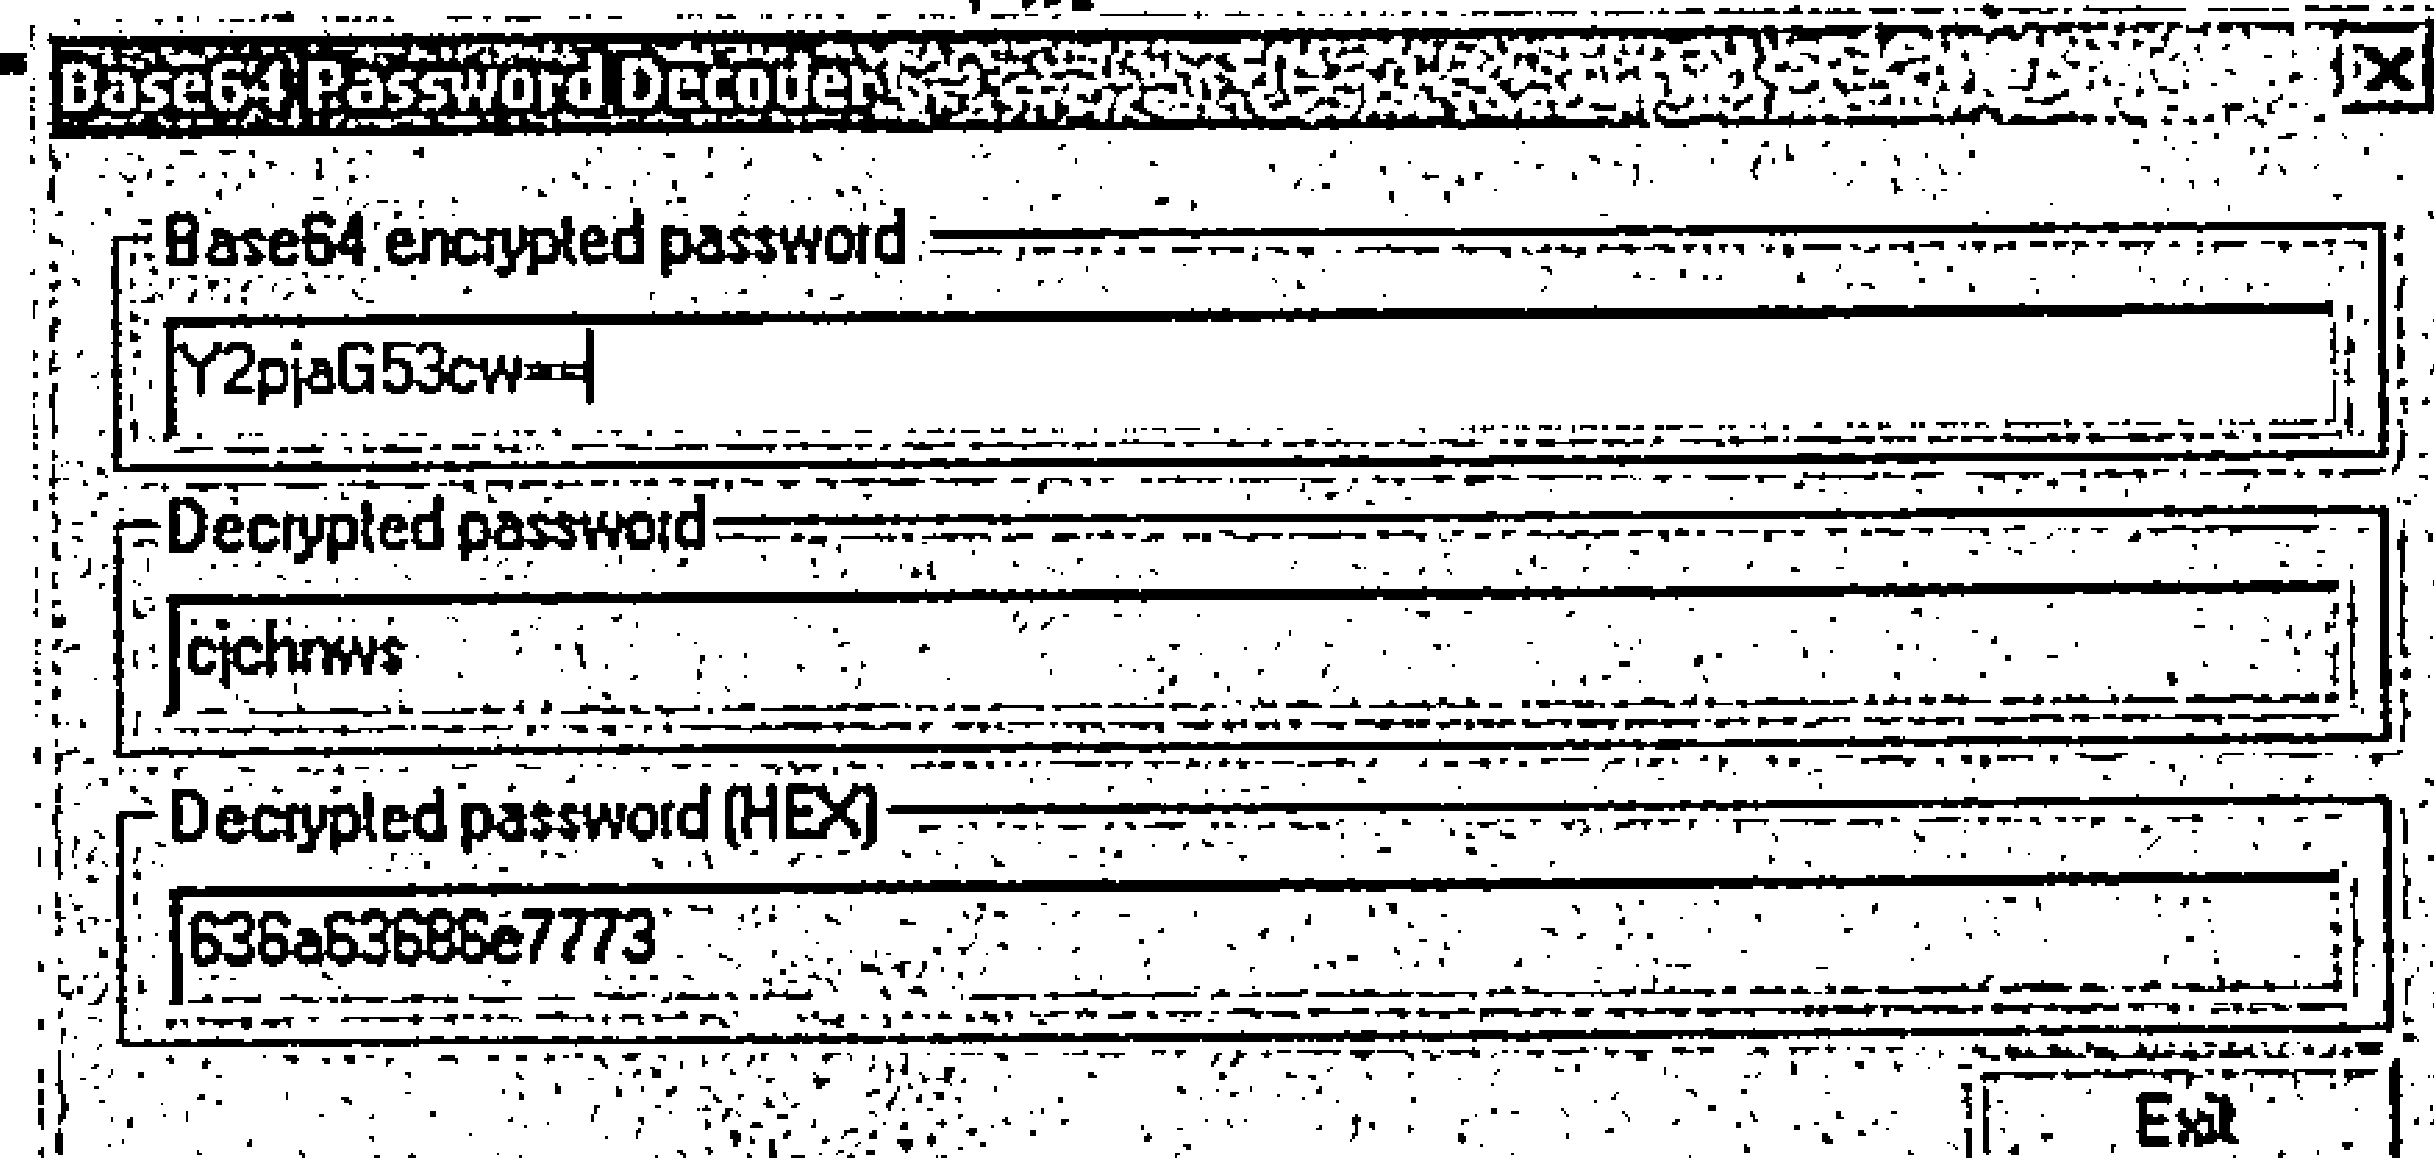 Base64 Password Decoder
Base64 encrypted password
Y2pjaG53cw==
Decrypted password
cjchnws
Decrypted password (HEX)
636a63686e7773
Exit